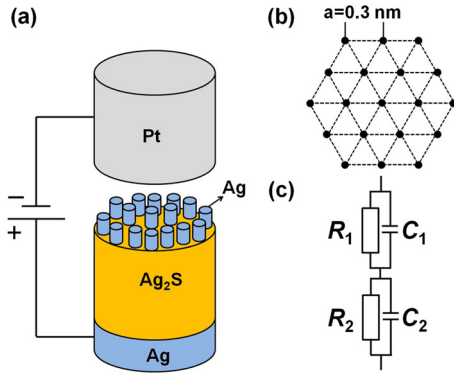 (a)
Pt
−
+
Ag
Ag₂S
Ag
(b)
a=0.3 nm
(c)
R₁ C₁
R₂ C₂